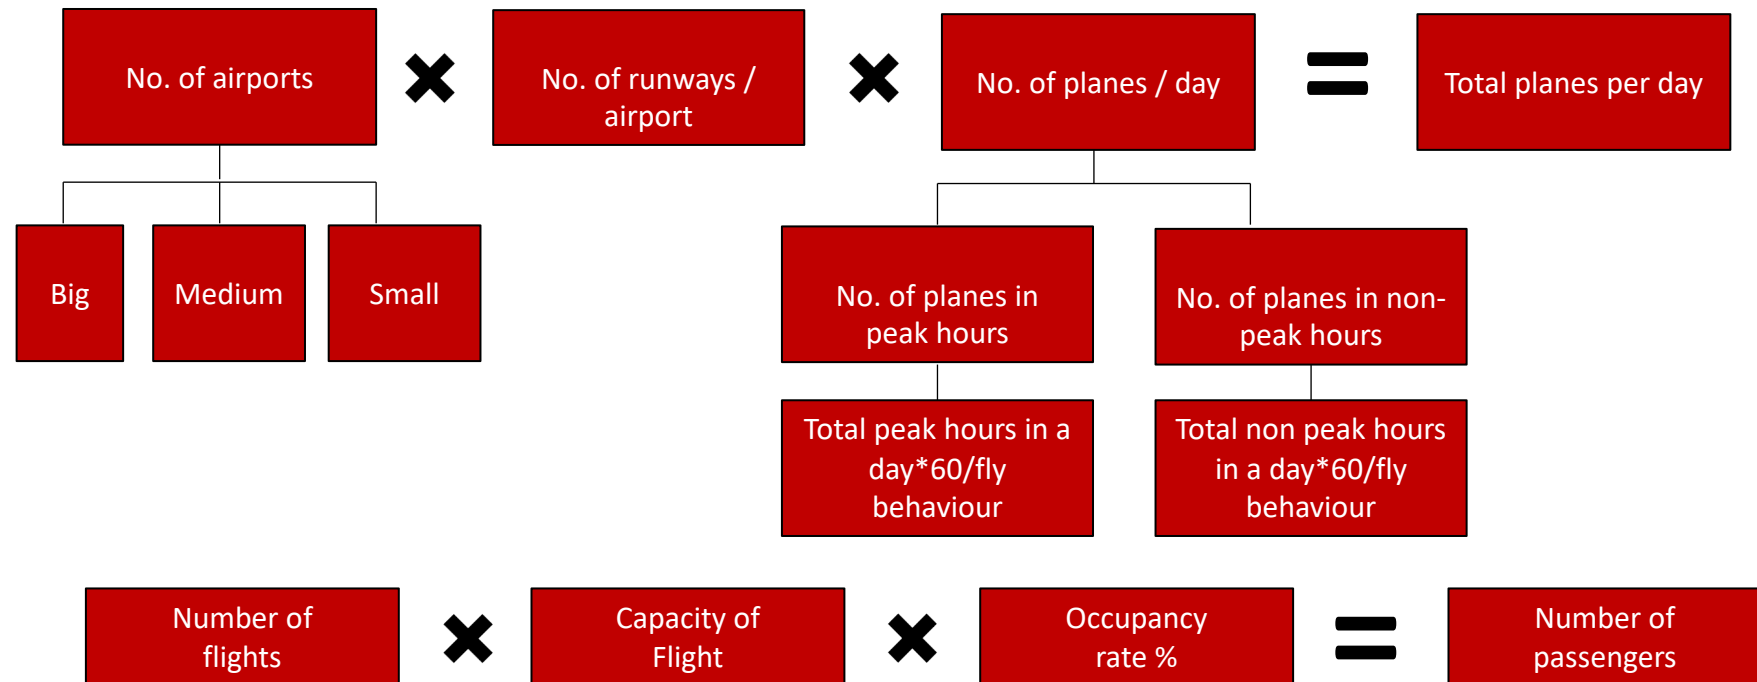 No. of airports
No. of runways /
airport
No. of planes / day
Total planes per day
Big
Medium
Small
No. of planes in
peak hours
No. of planes in non-
peak hours
Total peak hours in a
day*60/fly
behaviour
Total non peak hours
in a day*60/fly
behaviour
Number of
flights
Capacity of
Flight
Occupancy
rate %
Number of
passengers